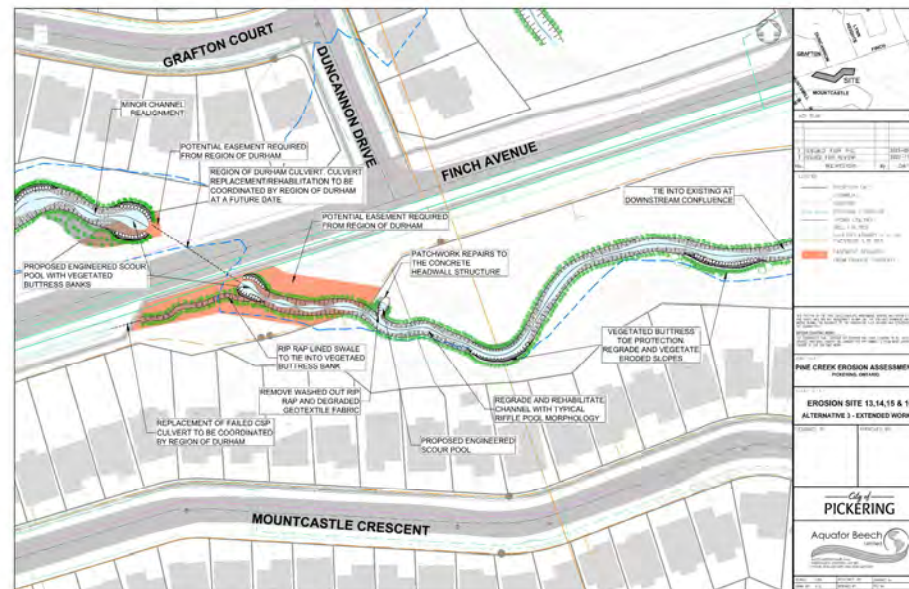 GRAFTON COURT
DUNCANNON DRIVE
FINCH AVENUE
MINOR CHANNEL
REALIGNMENT
POTENTIAL EASEMENT REQUIRED
FROM REGION OF DURHAM
REGION OF DURHAM CULVERT. CULVERT
REPLACEMENT/REHABILITATION TO BE
COORDINATED BY REGION OF DURHAM
AT A FUTURE DATE.
POTENTIAL EASEMENT REQUIRED
FROM REGION OF DURHAM
TIE INTO EXISTING AT
DOWNSTREAM CONFLUENCE
PATCHWORK REPAIRS TO
THE CONCRETE
HEADWALL STRUCTURE
PROPOSED ENGINEERED SCOUR
POOL WITH VEGETATED
BUTTRESS BANKS
RIP RAP LINED SWALE
TO TIE INTO VEGETAED
BUTTRESS BANK
VEGETATED BUTTRESS
TOE PROTECTION.
REGRADE AND VEGETATE
ERODED SLOPES
REMOVE WASHED OUT RIP
RAP AND DEGRADED
GEOTEXTILE FABRIC
REGRADE AND REHABILITATE
CHANNEL WITH TYPICAL
RIFFLE POOL MORPHOLOGY
REPLACEMENT OF FAILED CSP
CULVERT TO BE COORDINATED
BY REGION OF DURHAM
PROPOSED ENGINEERED
SCOUR POOL
MOUNTCASTLE CRESCENT
GRAFTON
DUNCANNON
FINCH
SITE
MOUNTCASTLE
PINE CREEK EROSION ASSESSMEN
PICKERING, ONTARIO
EROSION SITE 13,14,15 & 1
ALTERNATIVE 3 - EXTENDED WORK
City of
PICKERING
Aquafor Beech
Limited